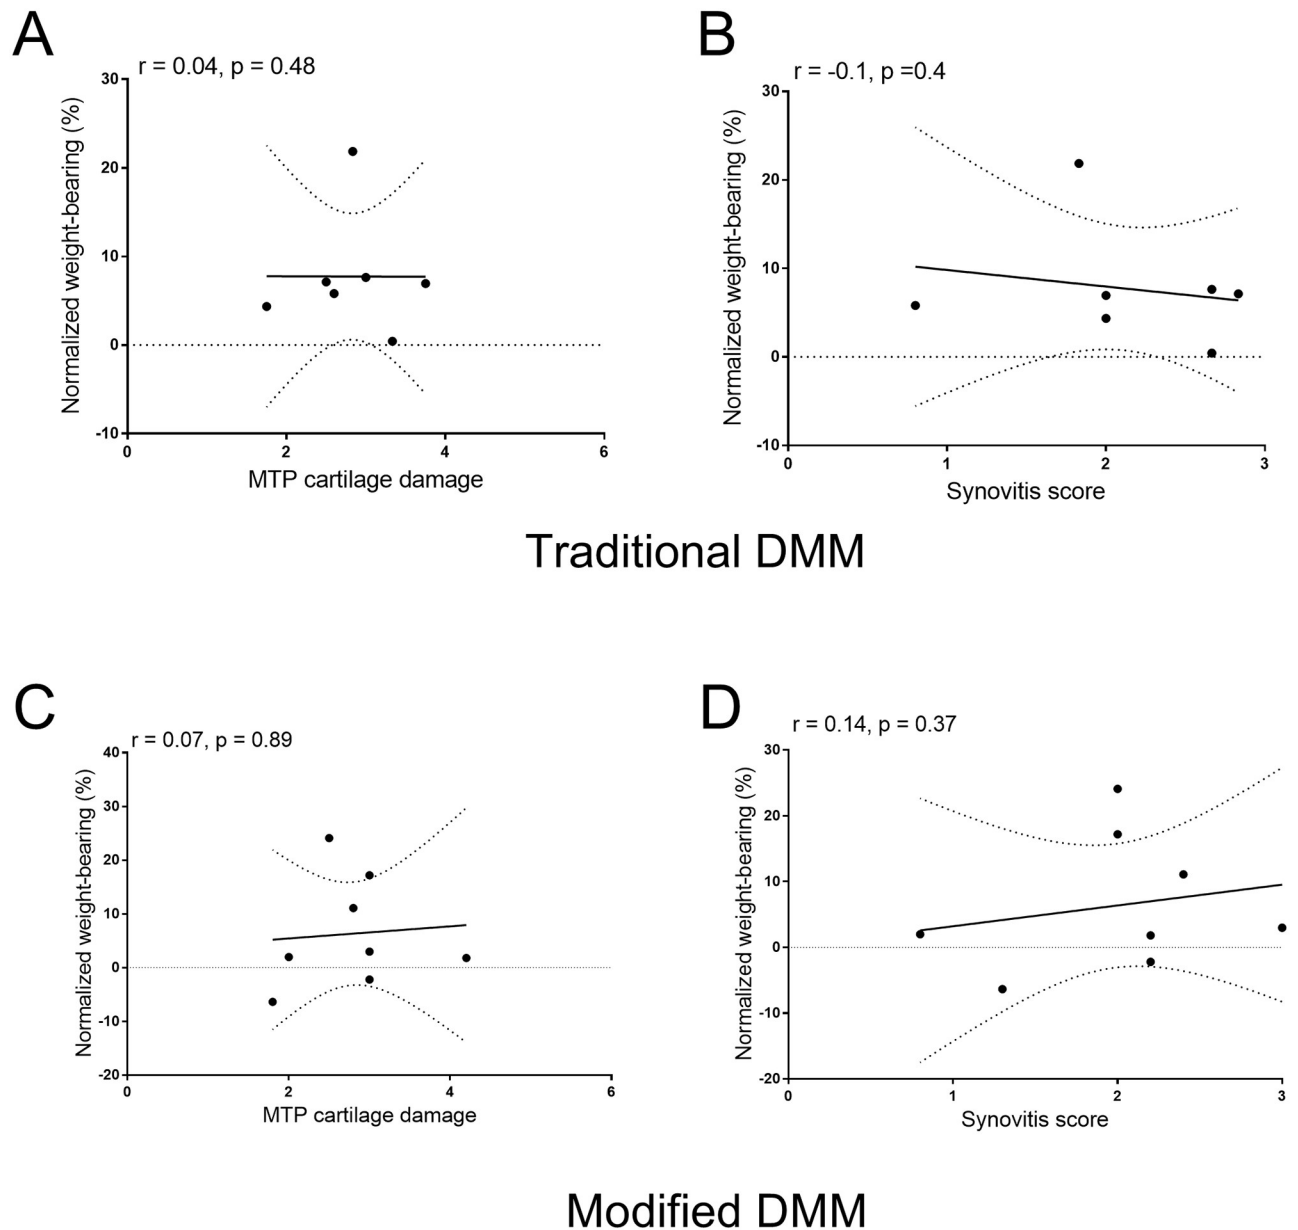 A
r = 0.04, p = 0.48
30
20
10
0
-10
0 2 4 6
Normalized weight-bearing (%)
MTP cartilage damage
B
r = -0.1, p =0.4
30
20
10
0
-10
0 1 2 3
Normalized weight-bearing (%)
Synovitis score
Traditional DMM
C
r = 0.07, p = 0.89
40
30
20
10
0
-10
-20
0 2 4 6
Normalized weight-bearing (%)
MTP cartilage damage
D
r = 0.14, p = 0.37
30
20
10
0
-10
-20
0 1 2 3
Normalized weight-bearing (%)
Synovitis score
Modified DMM